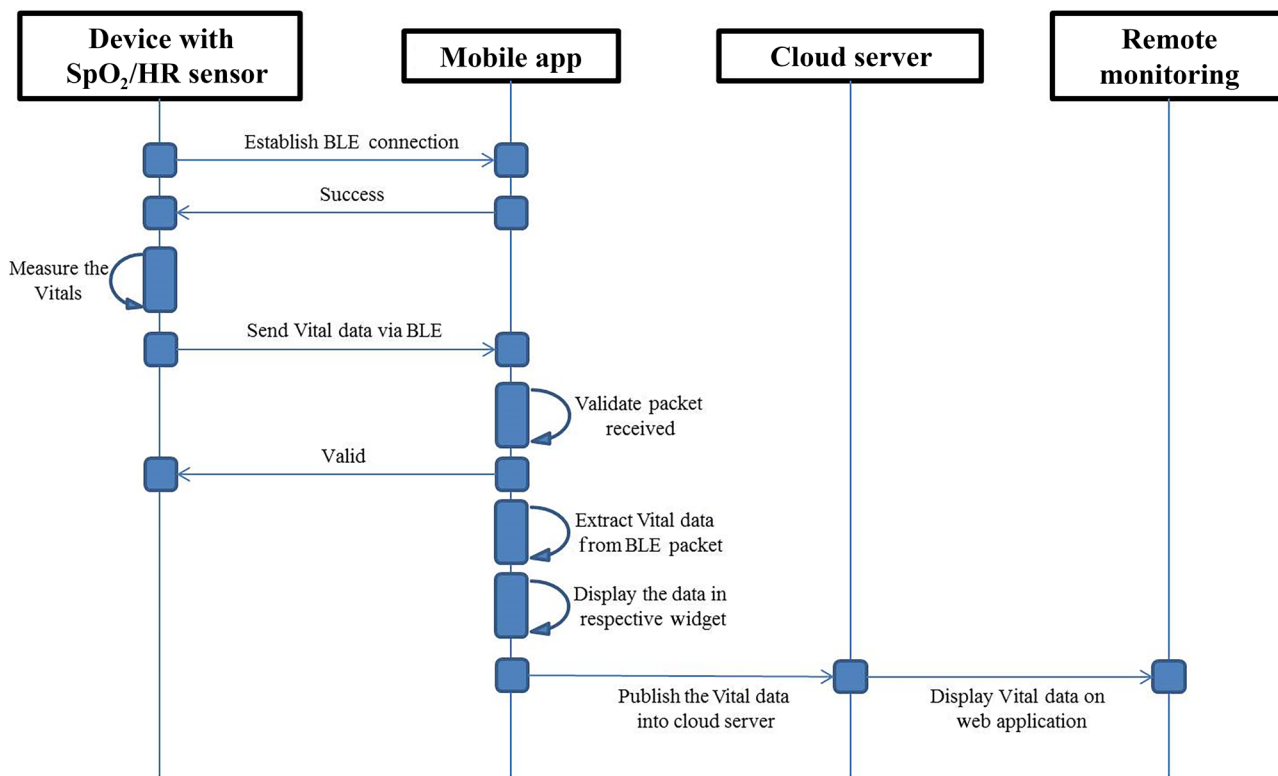 Device with
SpO₂/HR sensor
Mobile app
Cloud server
Remote
monitoring
Establish BLE connection
Success
Measure the
Vitals
Send Vital data via BLE
Validate packet
received
Valid
Extract Vital data
from BLE packet
Display the data in
respective widget
Publish the Vital data
into cloud server
Display Vital data on
web application